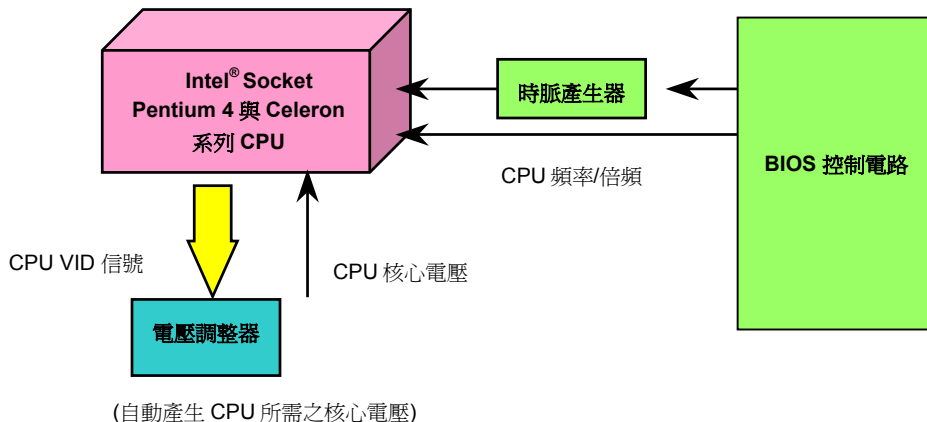 Intel® Socket
Pentium 4 與 Celeron
系列 CPU
時脈產生器
BIOS 控制電路
CPU 頻率/倍頻
CPU VID 信號
CPU 核心電壓
電壓調整器
(自動產生 CPU 所需之核心電壓)